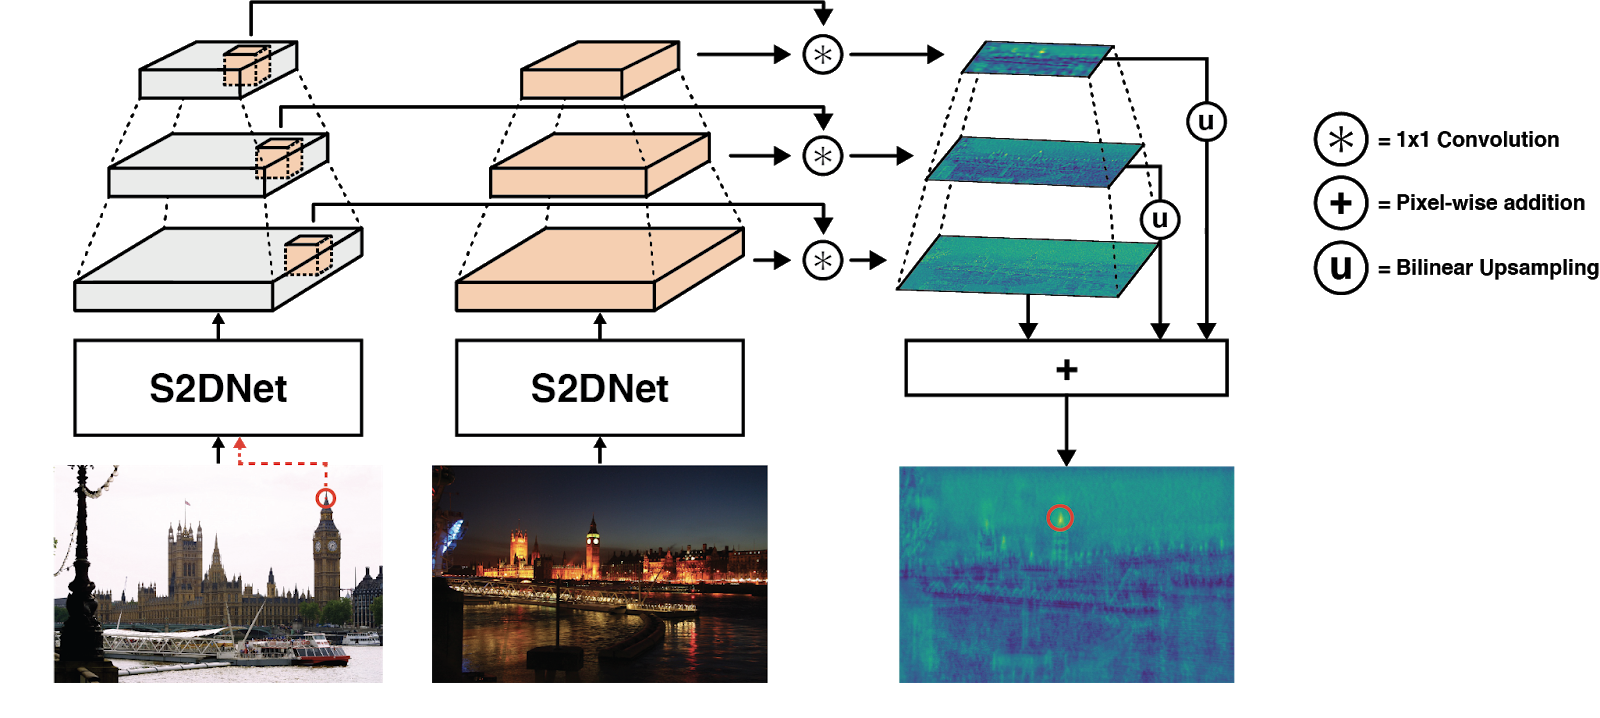 u
= 1x1 Convolution
u
+ = Pixel-wise addition
u = Bilinear Upsampling
S2DNet
S2DNet
+